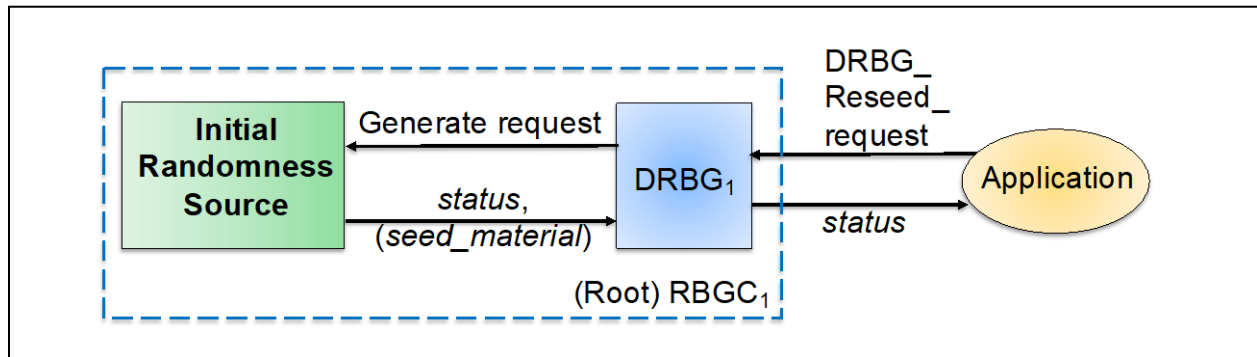 Initial
Randomness
Source
Generate request
status,
(seed_material)
DRBG₁
DRBG_
Reseed_
request
status
Application
(Root) RBGC₁